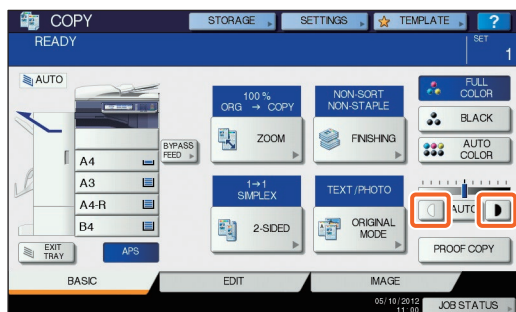 COPY
STORAGE
SETTINGS
TEMPLATE
?
READY
SET
1
AUTO
100 %
ORG → COPY
ZOOM
NON-SORT
NON-STAPLE
FINISHING
FULL
COLOR
BLACK
AUTO
COLOR
BYPASS
FEED
A4
A3
A4-R
B4
1→1
SIMPLEX
2-SIDED
TEXT/PHOTO
ORIGINAL
MODE
AUTO
PROOF COPY
EXIT
TRAY
APS
BASIC
EDIT
IMAGE
05/10/2012
11:00
JOB STATUS